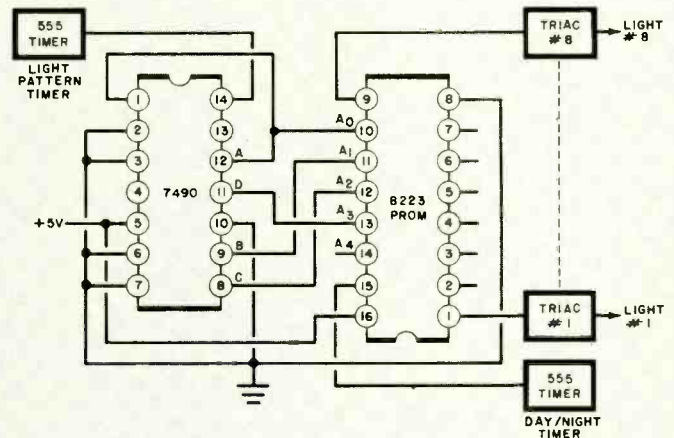 555
TIMER
LIGHT
PATTERN
TIMER
TRIAC
#8
LIGHT
#8
1
14
2
13
3
12
A
4
11
D
7490
5
10
+5V
6
9
B
7
8
C
9
8
A0
10
7
A1
11
6
A2
12
5
8223
PROM
A3
13
4
A4
14
3
15
2
16
1
TRIAC
#1
LIGHT
#1
555
TIMER
DAY/NIGHT
TIMER